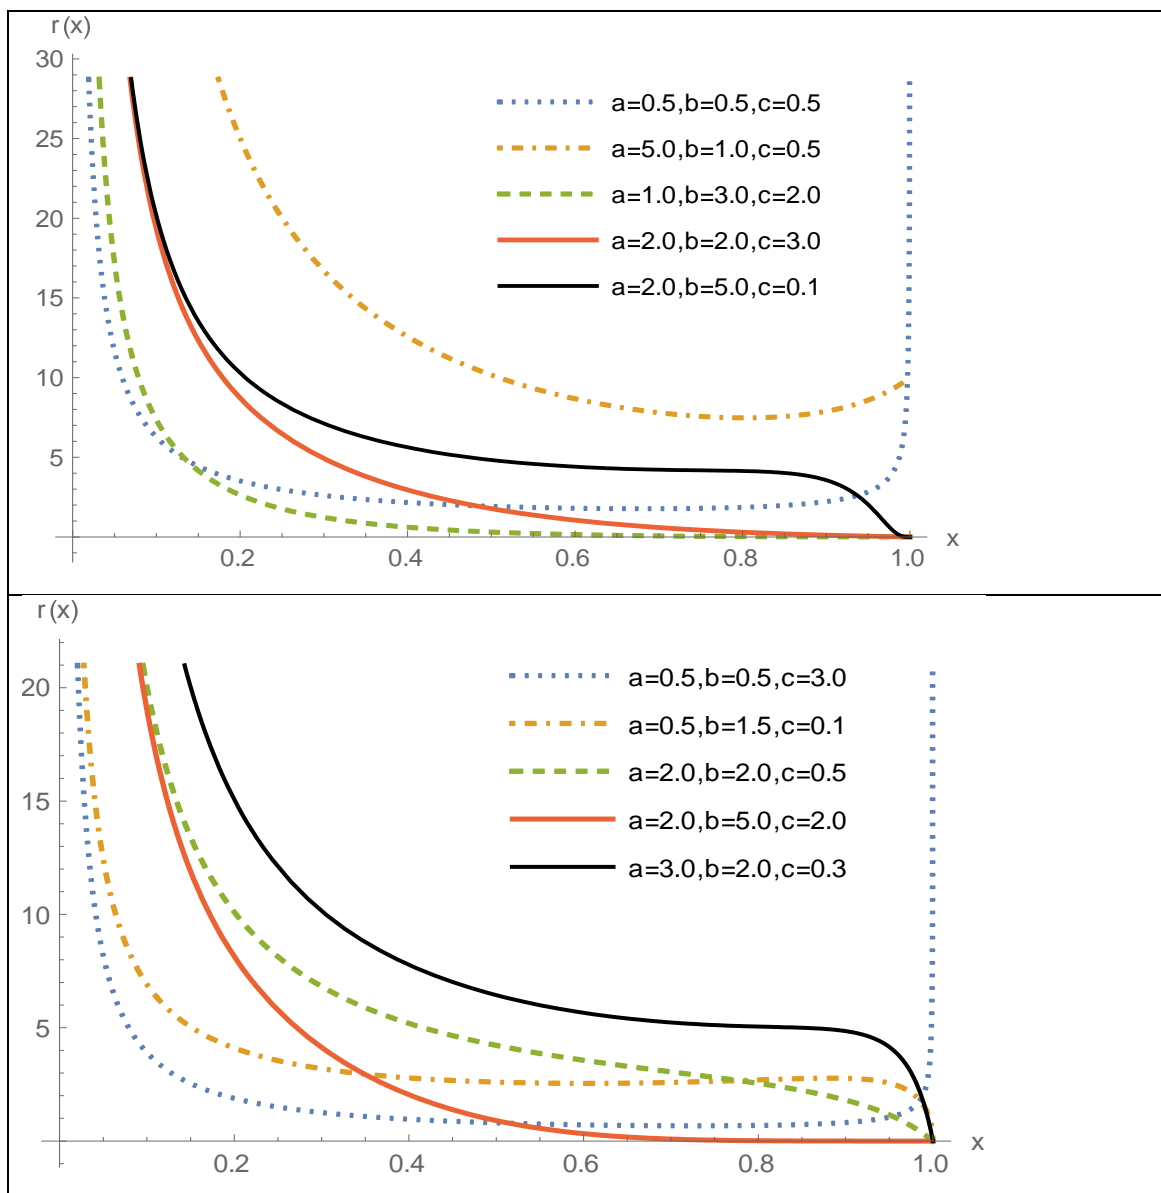 r (x)
30
a=0.5,b=0.5,c=0.5
25
a=5.0,b=1.0,c=0.5
a=1.0,b=3.0,c=2.0
20
a=2.0,b=2.0,c=3.0
a=2.0,b=5.0,c=0.1
15
10
5
x
0.2 0.4 0.6 0.8 1.0
r (x)
a=0.5,b=0.5,c=3.0
20
a=0.5,b=1.5,c=0.1
a=2.0,b=2.0,c=0.5
15
a=2.0,b=5.0,c=2.0
a=3.0,b=2.0,c=0.3
10
5
x
0.2 0.4 0.6 0.8 1.0